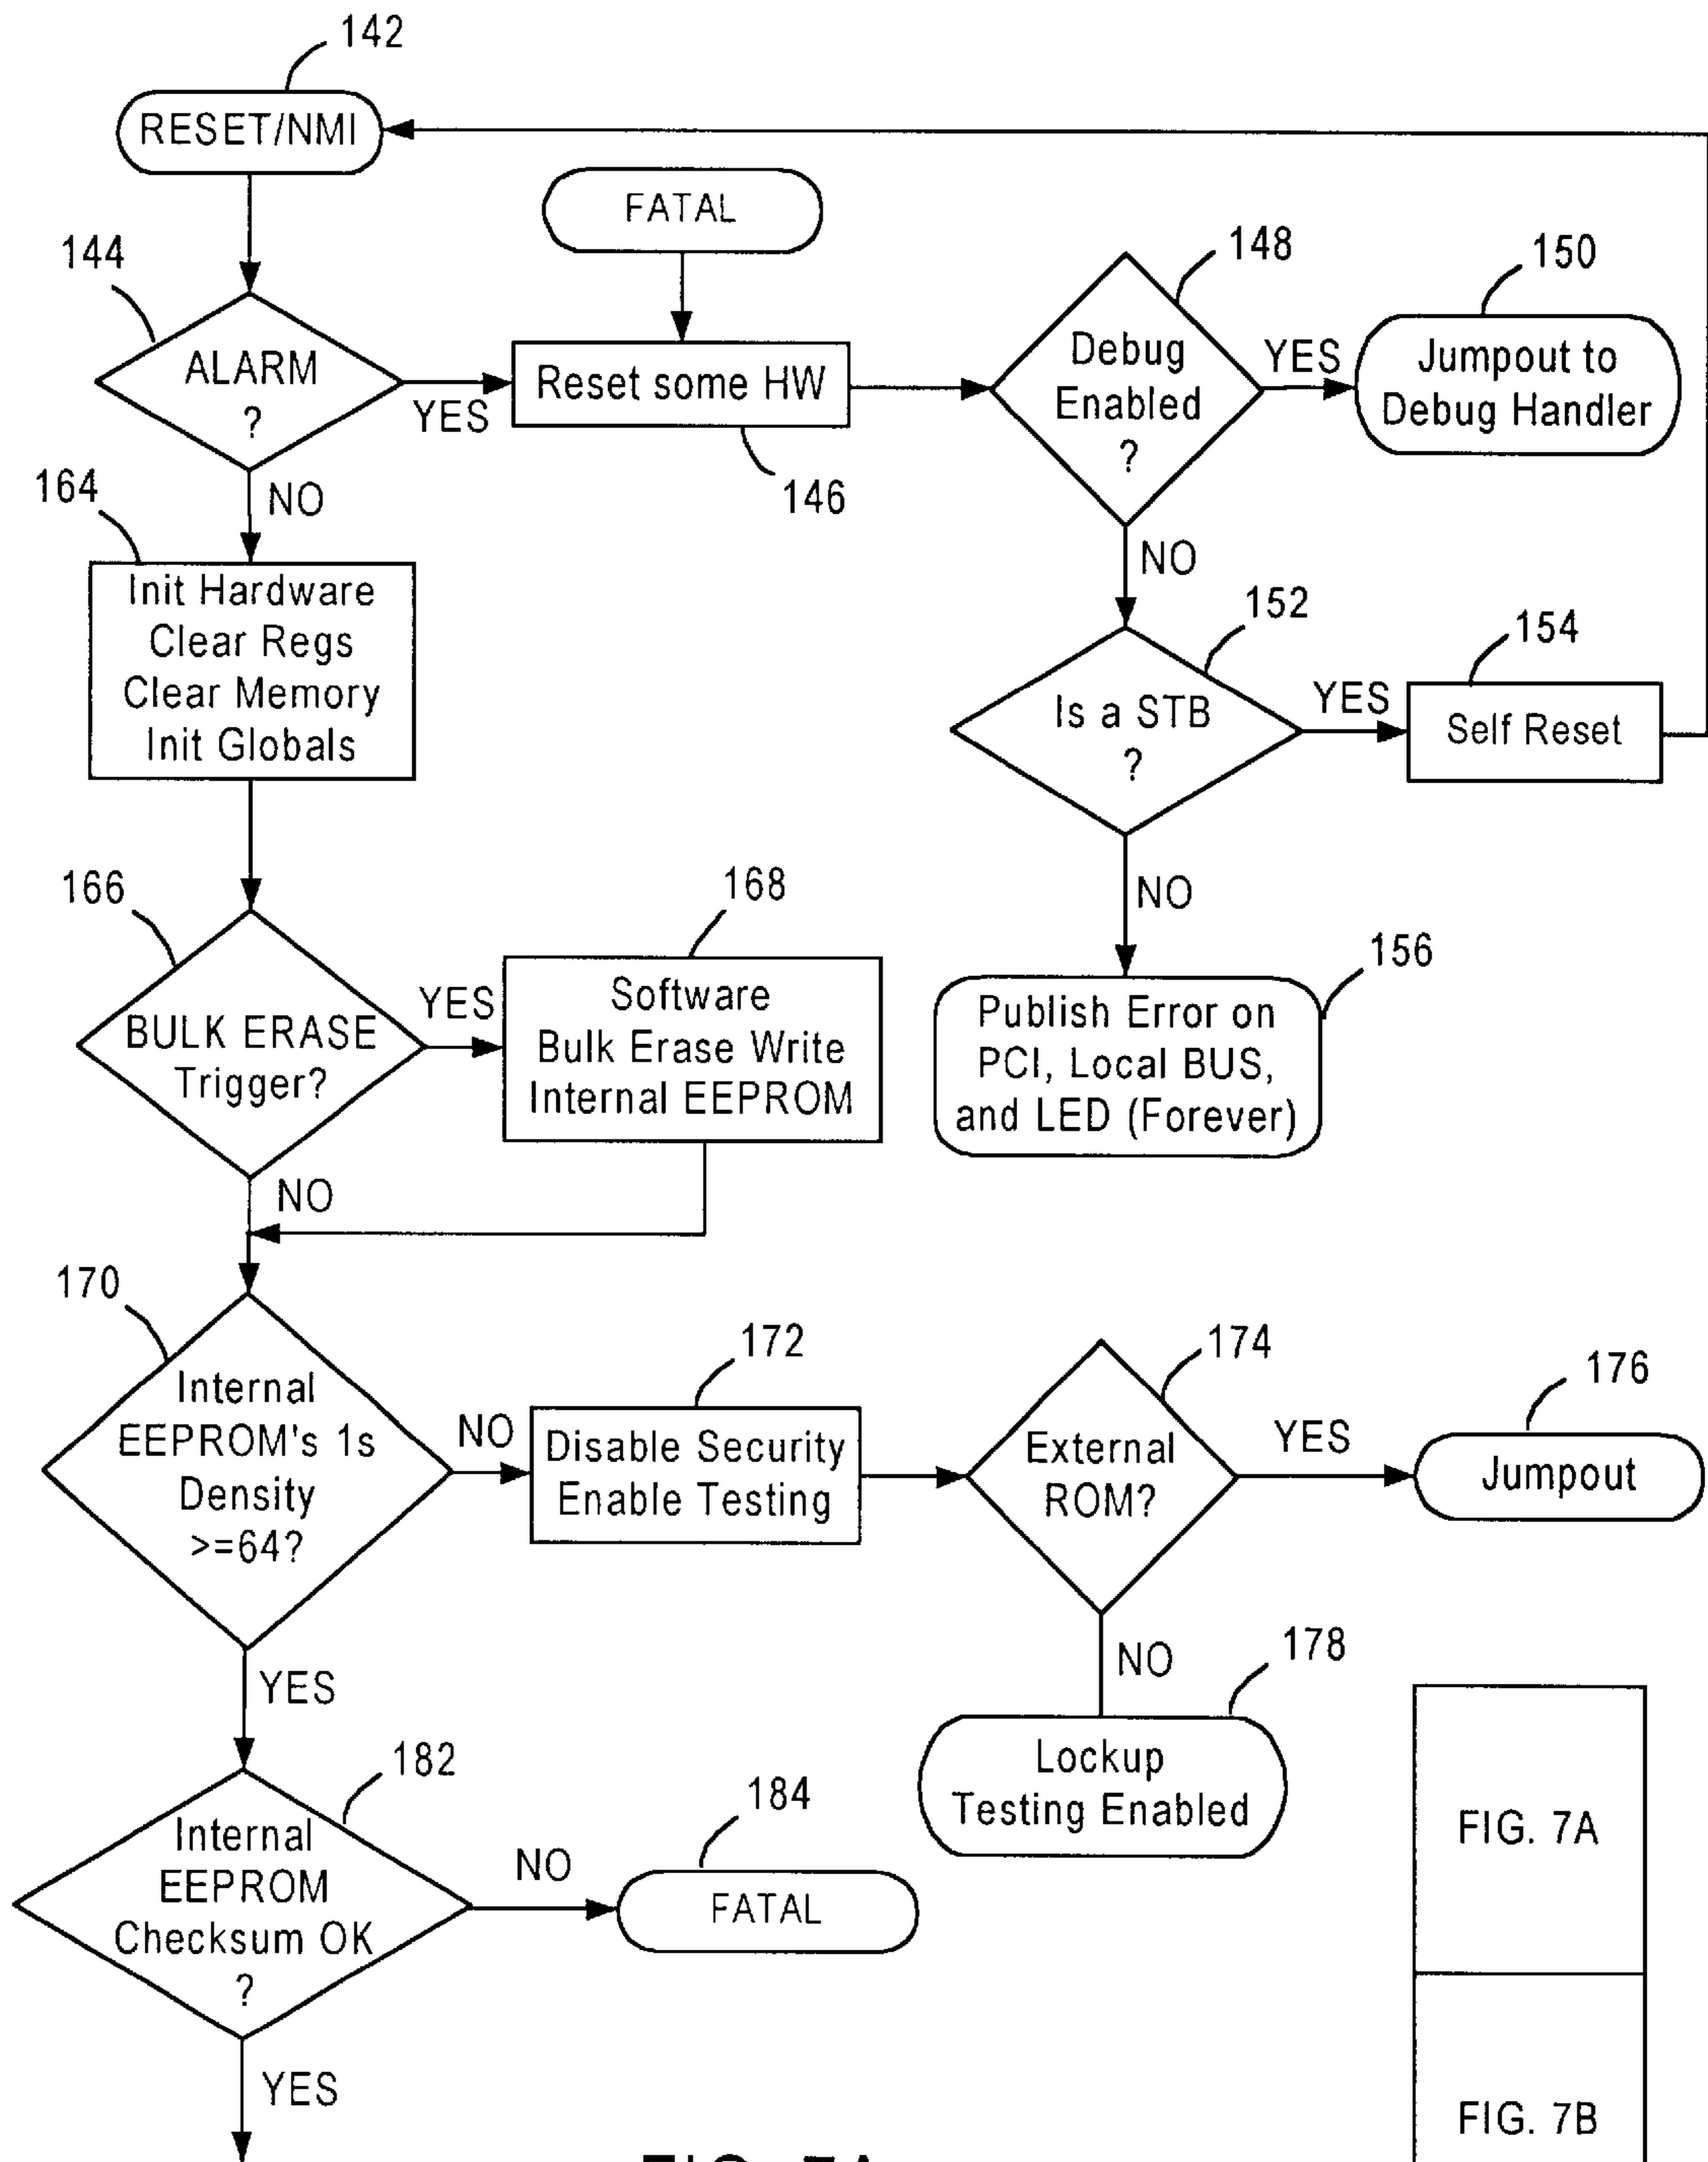 142
RESET/NMI
FATAL
144
ALARM
?
YES
NO
Reset some HW
146
148
Debug
Enabled
?
YES
NO
150
Jumpout to
Debug Handler
152
Is a STB
?
YES
NO
154
Self Reset
156
Publish Error on
PCI, Local BUS,
and LED (Forever)
164
Init Hardware
Clear Regs
Clear Memory
Init Globals
166
BULK ERASE
Trigger?
YES
NO
168
Software
Bulk Erase Write
Internal EEPROM
170
Internal
EEPROM's 1s
Density
>=64?
NO
YES
172
Disable Security
Enable Testing
174
External
ROM?
YES
NO
176
Jumpout
178
Lockup
Testing Enabled
182
Internal
EEPROM
Checksum OK
?
NO
YES
184
FATAL
FIG. 7A
FIG. 7B
FIG. 7A